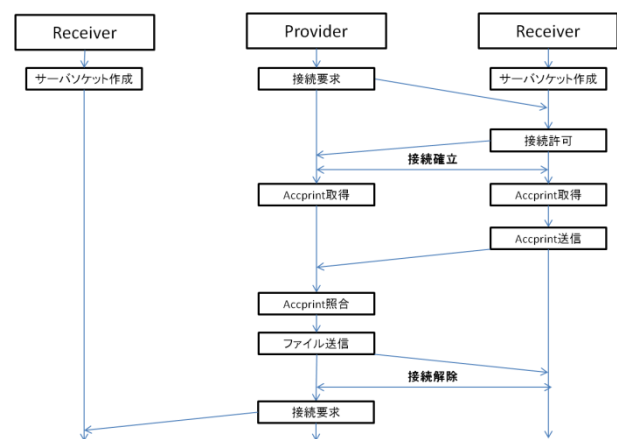 Receiver Provider Receiver
サーバソケット作成 接続要求 サーバソケット作成
接続許可
接続確立
Accprint取得 Accprint取得
Accprint送信
Accprint照合
ファイル送信
接続解除
接続要求